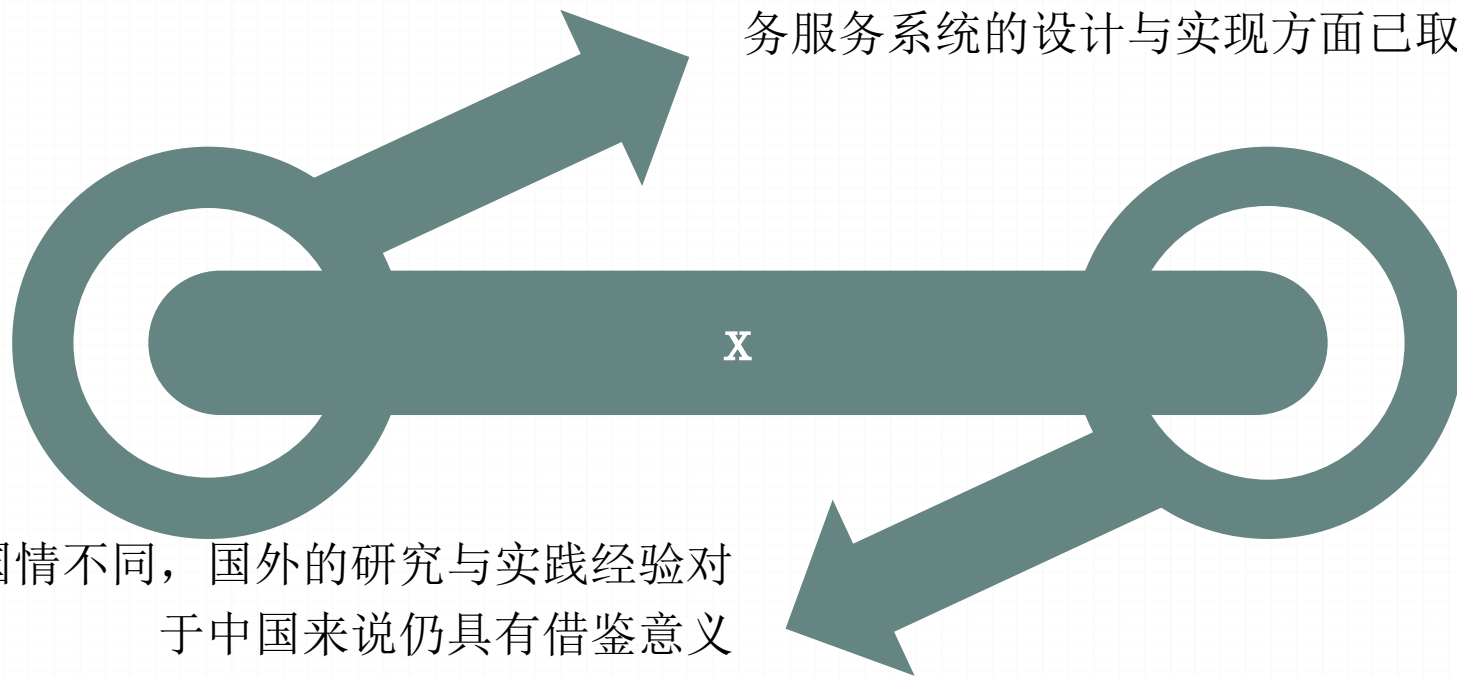 务服务系统的设计与实现方面已取
X
国情不同，国外的研究与实践经验对
于中国来说仍具有借鉴意义